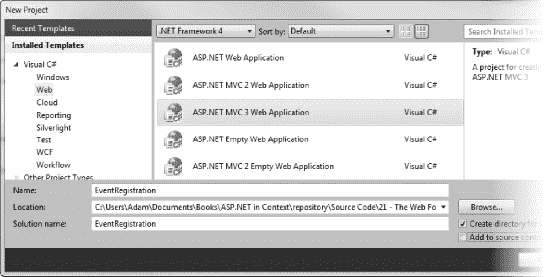 New Project
Recent Templates
Installed Templates
Visual C#
Windows
Web
Cloud
Reporting
Silverlight
Test
WCF
Workflow
Other Project Types
.NET Framework 4
Sort by: Default
Search Installed Tem
ASP.NET Web Application Visual C#
ASP.NET MVC 2 Web Application Visual C#
ASP.NET MVC 3 Web Application Visual C#
ASP.NET Empty Web Application Visual C#
ASP.NET MVC 2 Empty Web Application Visual C#
Type: Visual C#
A project for creati
ASP.NET MVC 3
Name: EventRegistration
Location: C:\Users\Adam\Documents\Books\ASP.NET in Context\repository\Source Code\21 - The Web Fo
Browse...
Solution name: EventRegistration
Create directory for
Add to source cont